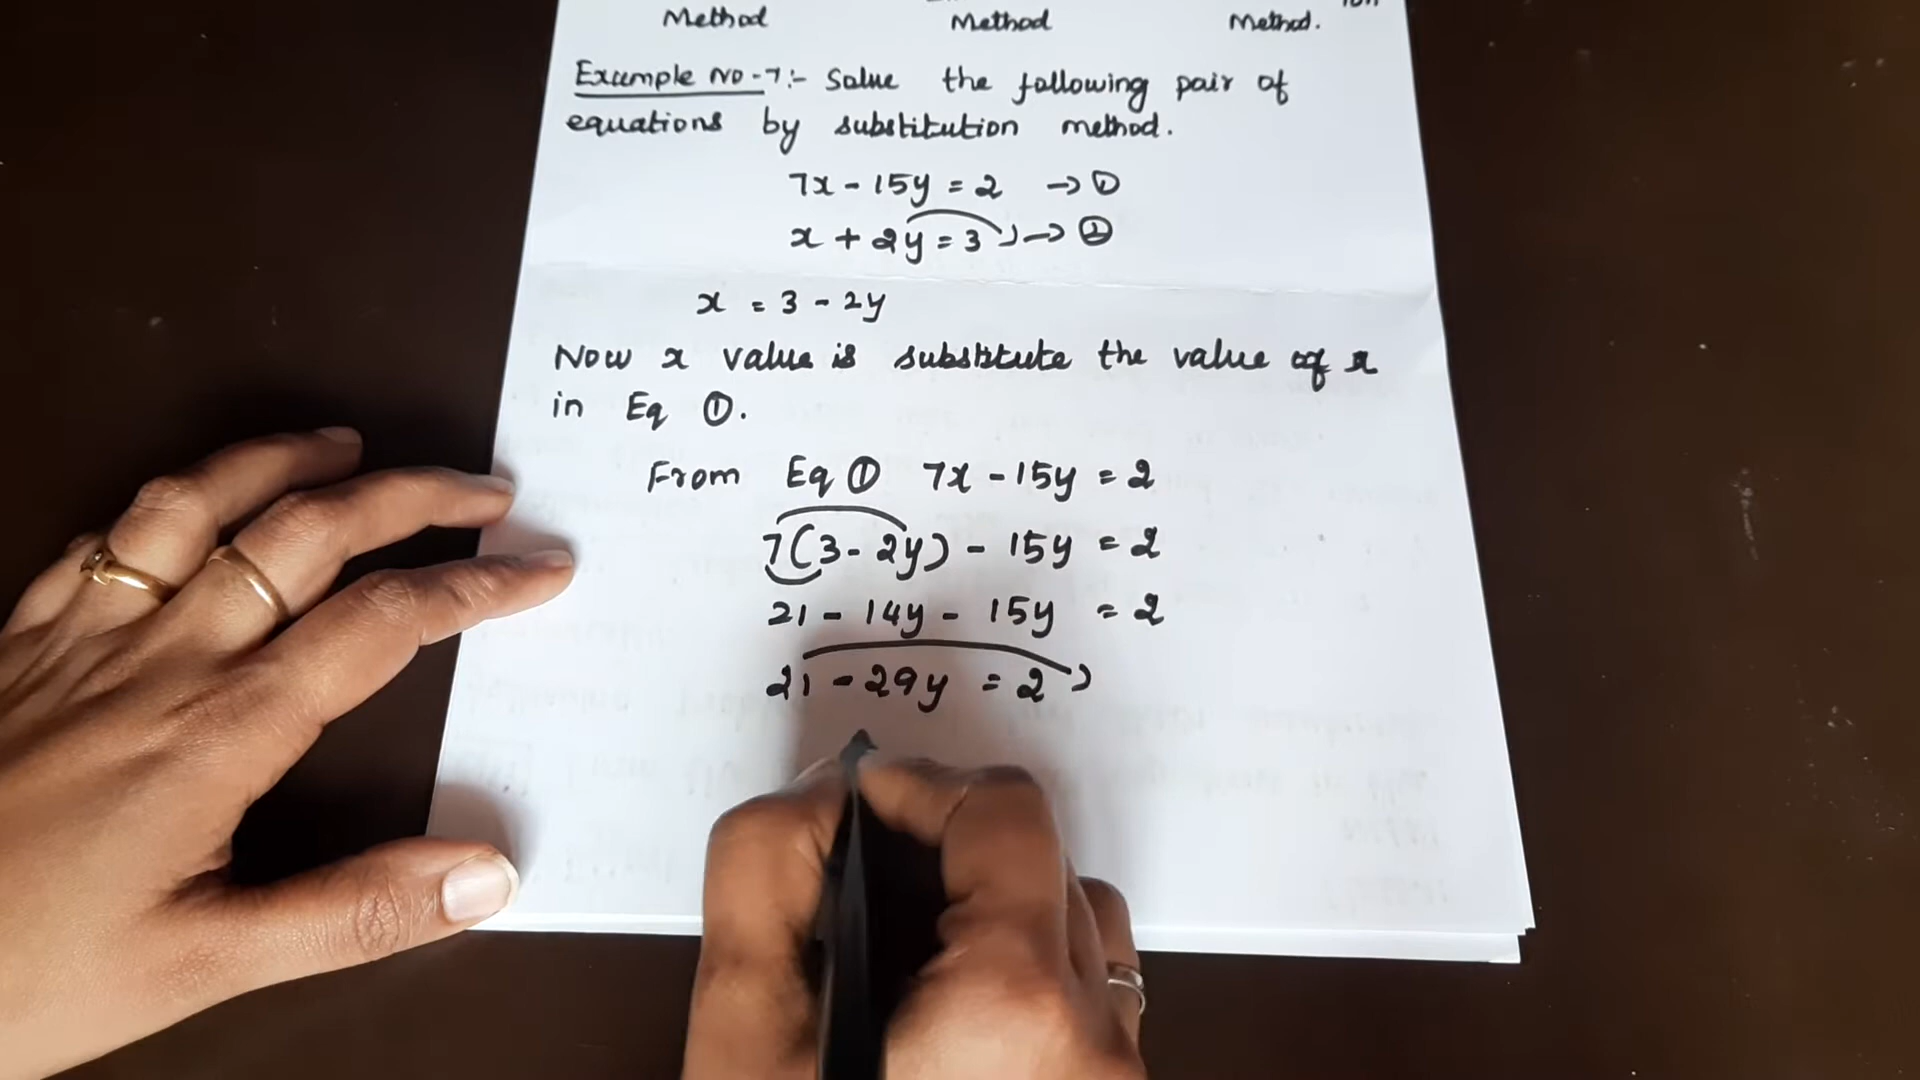 Method Method Method.
Example No-7:- Solve the following pair of
equations by substitution method.
7x - 15y = 2 → ①
x + 2y = 3 → ②
x = 3 - 2y
Now x value is substitute the value of x
in Eq ①.
From Eq ① 7x - 15y = 2
7(3 - 2y) - 15y = 2
21 - 14y - 15y = 2
21 - 29y = 2